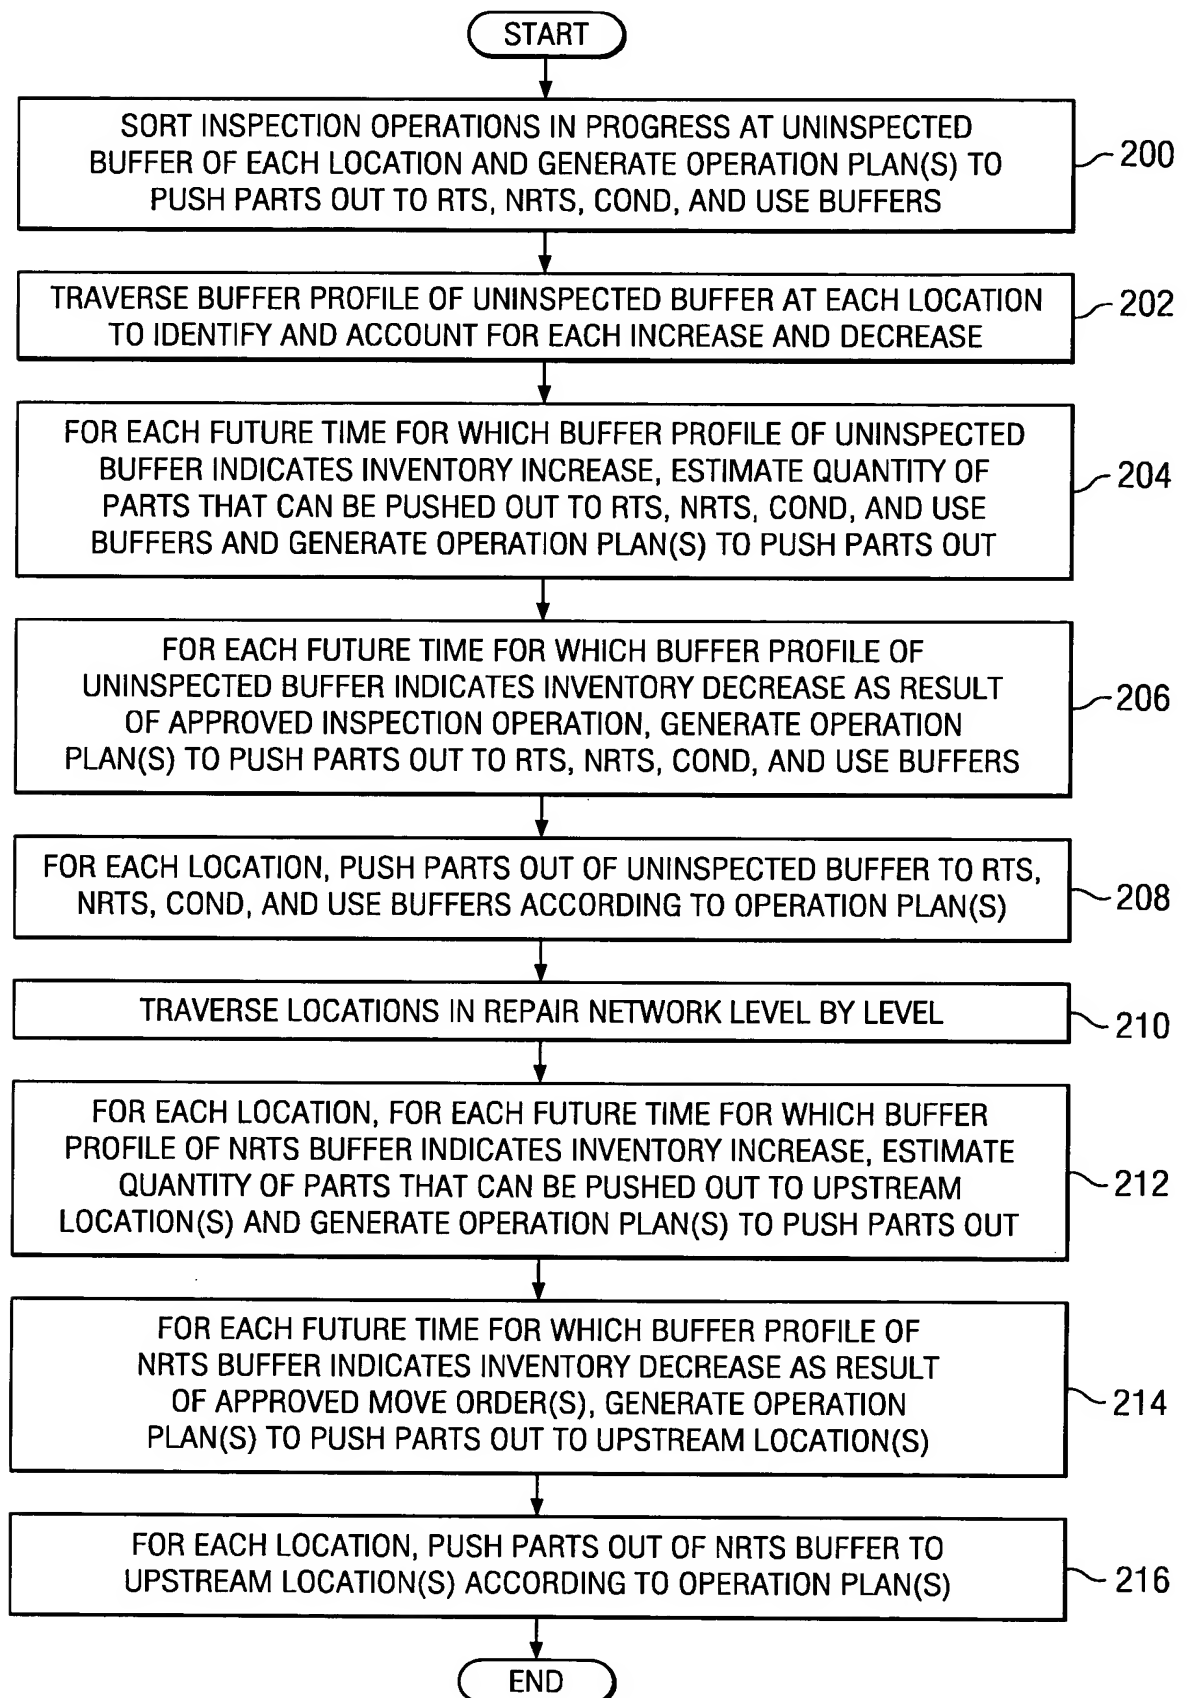 START
SORT INSPECTION OPERATIONS IN PROGRESS AT UNINSPECTED
BUFFER OF EACH LOCATION AND GENERATE OPERATION PLAN(S) TO
PUSH PARTS OUT TO RTS, NRTS, COND, AND USE BUFFERS
200
TRAVERSE BUFFER PROFILE OF UNINSPECTED BUFFER AT EACH LOCATION
TO IDENTIFY AND ACCOUNT FOR EACH INCREASE AND DECREASE
202
FOR EACH FUTURE TIME FOR WHICH BUFFER PROFILE OF UNINSPECTED
BUFFER INDICATES INVENTORY INCREASE, ESTIMATE QUANTITY OF
PARTS THAT CAN BE PUSHED OUT TO RTS, NRTS, COND, AND USE
BUFFERS AND GENERATE OPERATION PLAN(S) TO PUSH PARTS OUT
204
FOR EACH FUTURE TIME FOR WHICH BUFFER PROFILE OF
UNINSPECTED BUFFER INDICATES INVENTORY DECREASE AS RESULT
OF APPROVED INSPECTION OPERATION, GENERATE OPERATION
PLAN(S) TO PUSH PARTS OUT TO RTS, NRTS, COND, AND USE BUFFERS
206
FOR EACH LOCATION, PUSH PARTS OUT OF UNINSPECTED BUFFER TO RTS,
NRTS, COND, AND USE BUFFERS ACCORDING TO OPERATION PLAN(S)
208
TRAVERSE LOCATIONS IN REPAIR NETWORK LEVEL BY LEVEL
210
FOR EACH LOCATION, FOR EACH FUTURE TIME FOR WHICH BUFFER
PROFILE OF NRTS BUFFER INDICATES INVENTORY INCREASE, ESTIMATE
QUANTITY OF PARTS THAT CAN BE PUSHED OUT TO UPSTREAM
LOCATION(S) AND GENERATE OPERATION PLAN(S) TO PUSH PARTS OUT
212
FOR EACH FUTURE TIME FOR WHICH BUFFER PROFILE OF
NRTS BUFFER INDICATES INVENTORY DECREASE AS RESULT
OF APPROVED MOVE ORDER(S), GENERATE OPERATION
PLAN(S) TO PUSH PARTS OUT TO UPSTREAM LOCATION(S)
214
FOR EACH LOCATION, PUSH PARTS OUT OF NRTS BUFFER TO
UPSTREAM LOCATION(S) ACCORDING TO OPERATION PLAN(S)
216
END